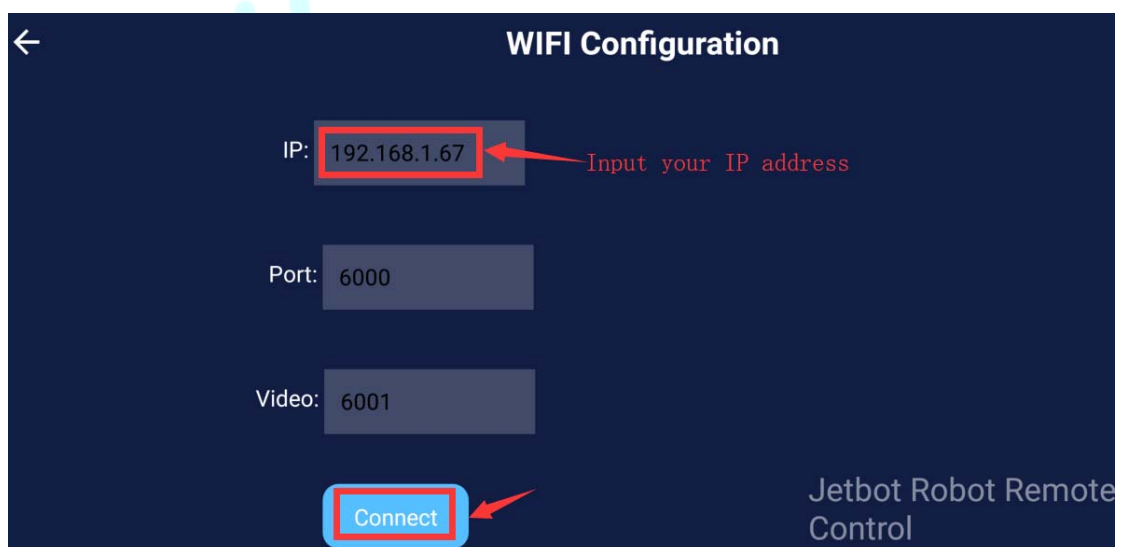 WIFI Configuration
IP: 192.168.1.67
Input your IP address
Port: 6000
Video: 6001
Connect
Jetbot Robot Remote
Control